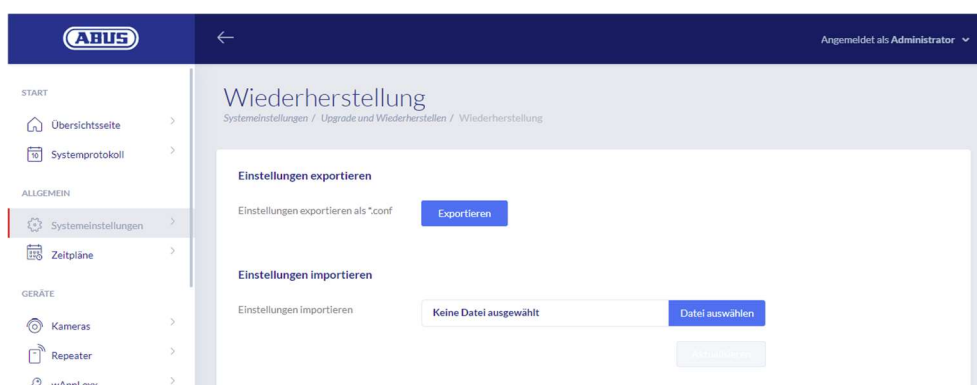 ABUS
Angemeldet als Administrator
START
Übersichtsseite
10
Systemprotokoll
ALLGEMEIN
Systemeinstellungen
Zeitpläne
GERÄTE
Kameras
Repeater
Wiederherstellung
Systemeinstellungen / Upgrade und Wiederherstellen / Wiederherstellung
Einstellungen exportieren
Einstellungen exportieren als *.conf
Exportieren
Einstellungen importieren
Einstellungen importieren
Keine Datei ausgewählt
Datei auswählen